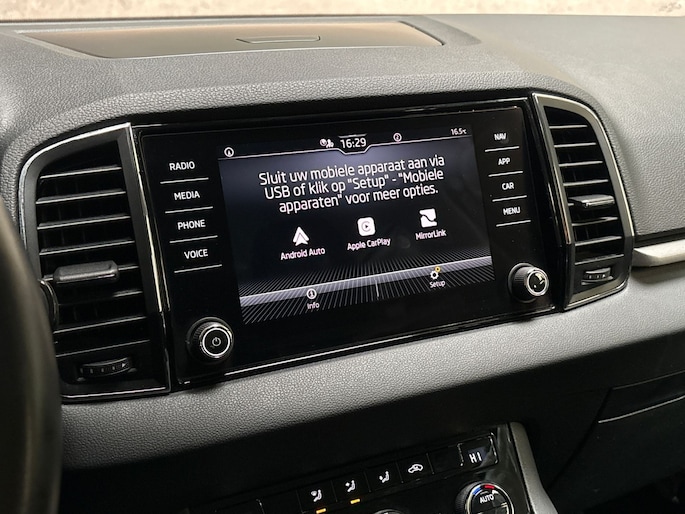 16:29
16.5°C
RADIO
MEDIA
PHONE
VOICE
Sluit uw mobiele apparaat aan via
USB of klik op "Setup" - "Mobiele
apparaten" voor meer opties.
Android Auto
Apple CarPlay
MirrorLink
Info
Setup
NAV
APP
CAR
MENU
HI
AUTO